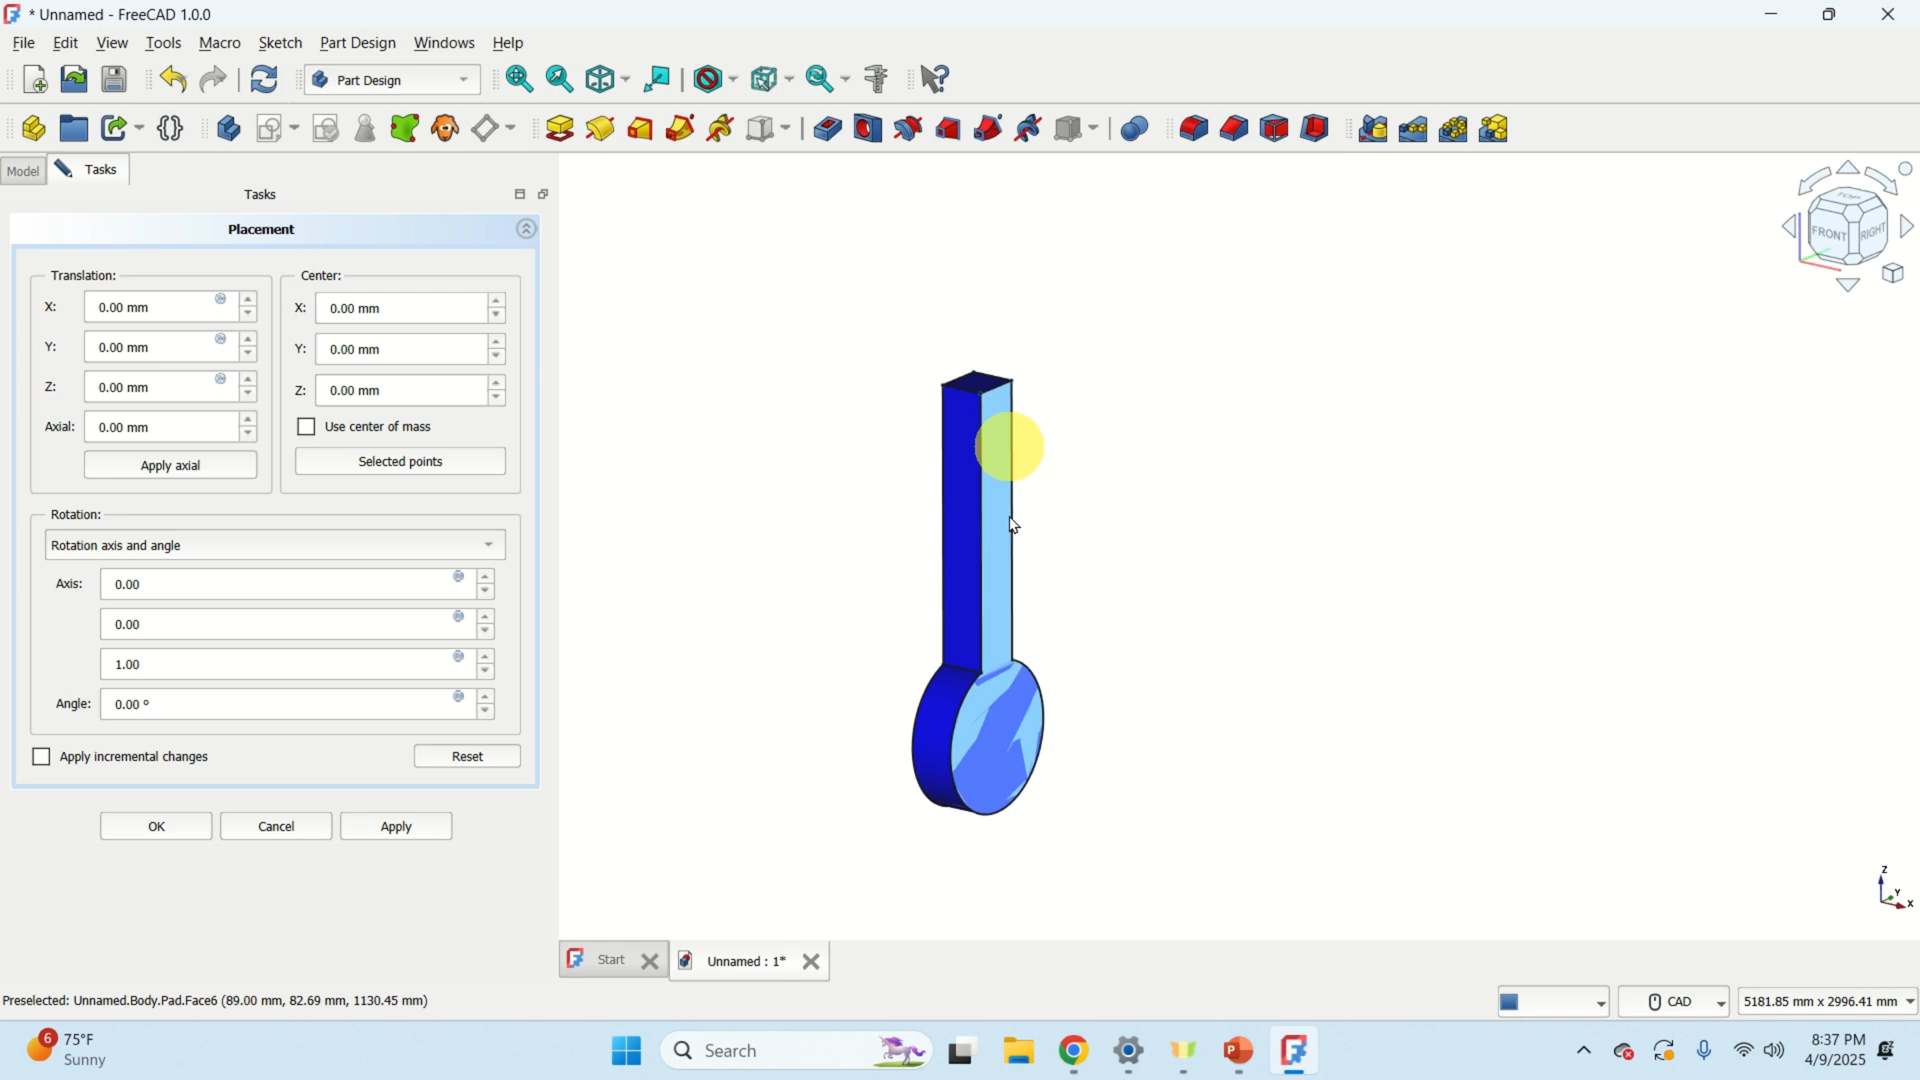 * Unnamed - FreeCAD 1.0.0
File Edit View Tools Macro Sketch Part Design Windows Help
Part Design
Model Tasks
Tasks
Placement
Translation: Center:
X: 0.00 mm X: 0.00 mm
Y: 0.00 mm Y: 0.00 mm
Z: 0.00 mm Z: 0.00 mm
Axial: 0.00 mm Use center of mass
Apply axial Selected points
Rotation:
Rotation axis and angle
Axis: 0.00
0.00
1.00
Angle: 0.00 °
Apply incremental changes Reset
OK Cancel Apply
TOP
FRONT RIGHT
Z
Y
X
Start Unnamed : 1*
Preselected: Unnamed.Body.Pad.Face6 (89.00 mm, 82.69 mm, 1130.45 mm) CAD 5181.85 mm x 2996.41 mm
6 75°F
Sunny
Search
8:37 PM
4/9/2025